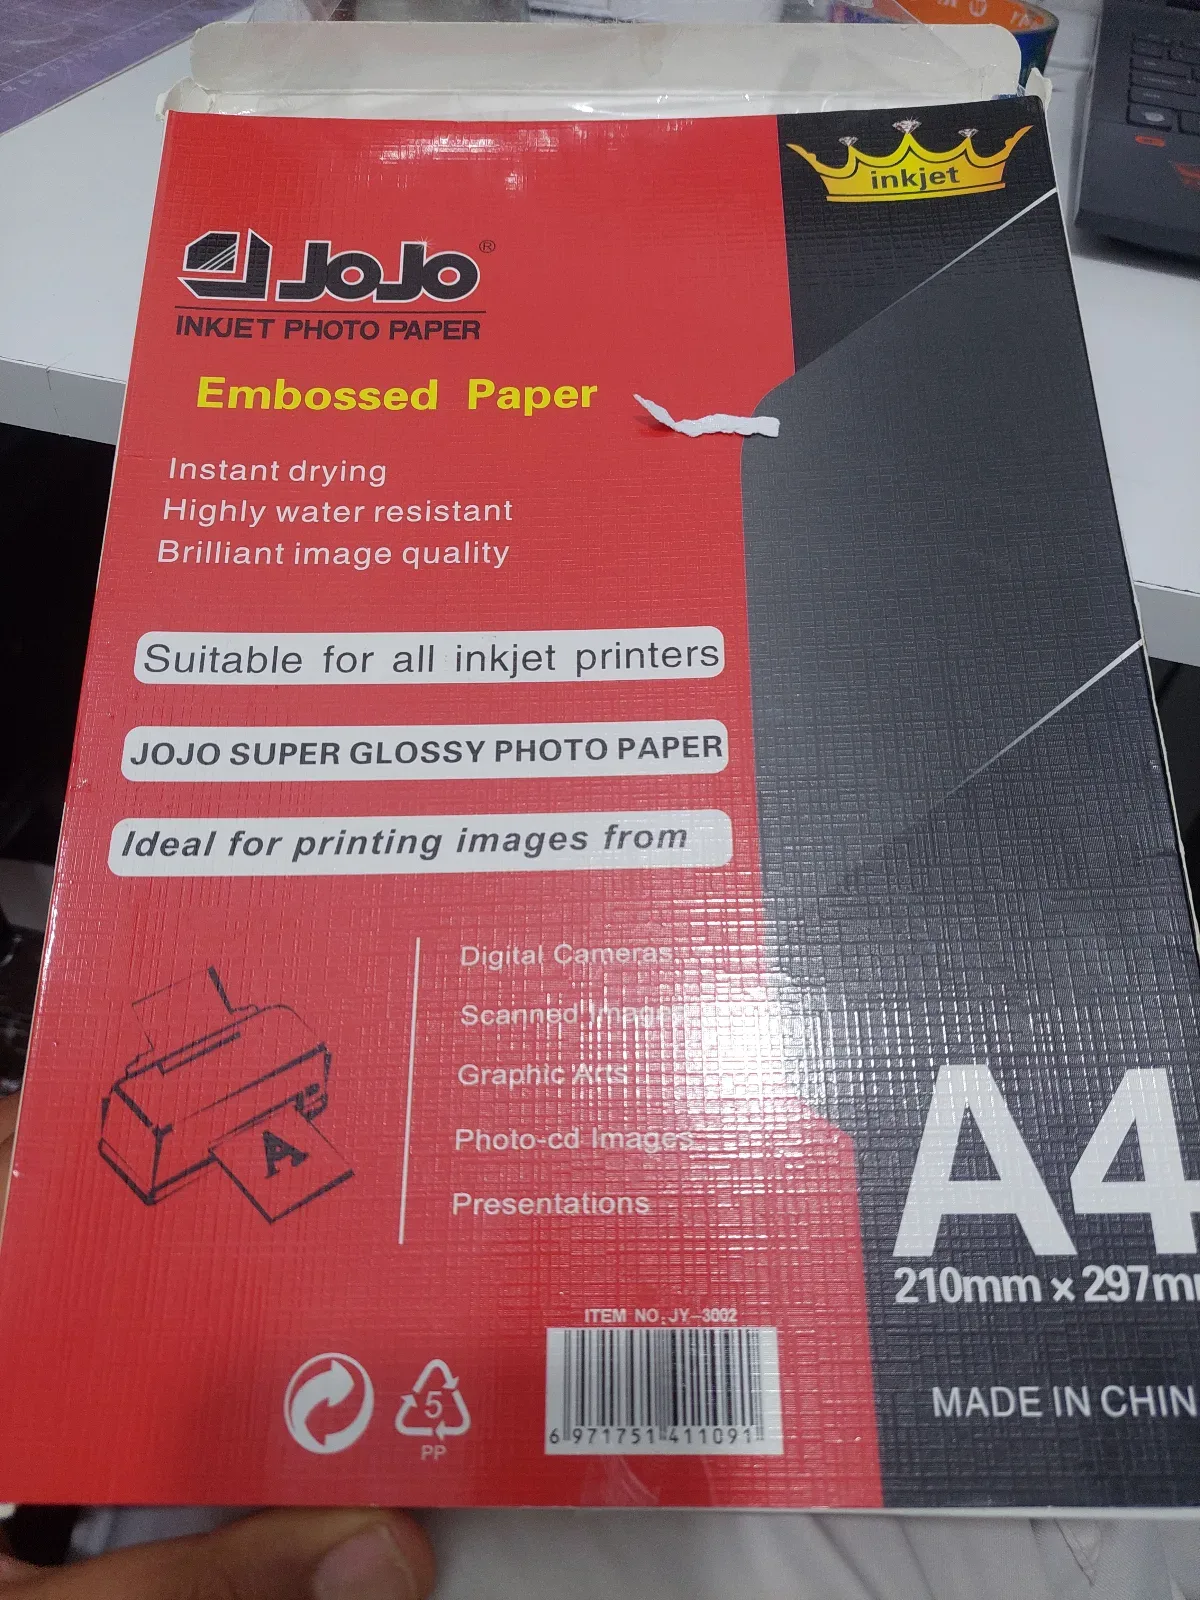 inkjet
JoJo ®
INKJET PHOTO PAPER
Embossed Paper
Instant drying
Highly water resistant
Brilliant image quality
Suitable for all inkjet printers
JOJO SUPER GLOSSY PHOTO PAPER
Ideal for printing images from
Digital Cameras
Scanned Images
Graphic Arts
Photo-cd Images
Presentations
A
A4
210mm × 297m
ITEM NO.: JY-3002
6 971751 411091
5
PP
MADE IN CHIN